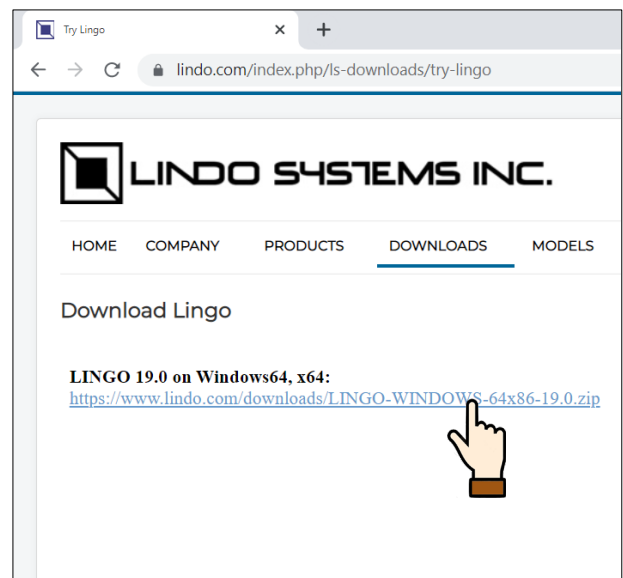 Try Lingo
lindo.com/index.php/ls-downloads/try-lingo
LINDO SYSTEMS INC.
HOME COMPANY PRODUCTS DOWNLOADS MODELS
Download Lingo
LINGO 19.0 on Windows64, x64:
https://www.lindo.com/downloads/LINGO-WINDOWS-64x86-19.0.zip